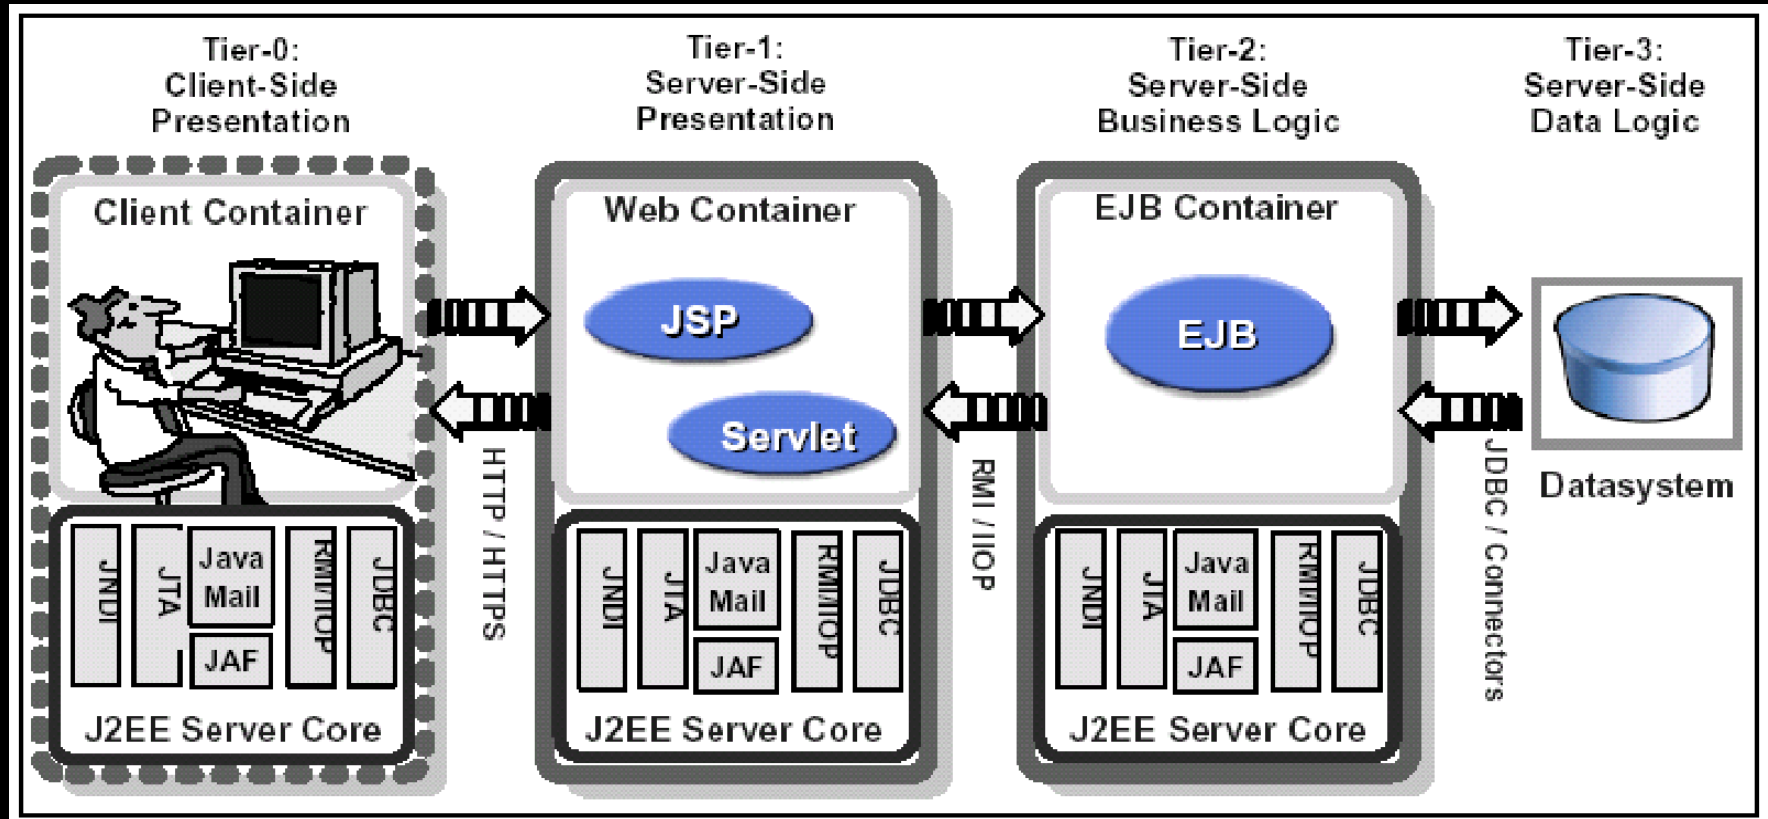 Tier-0:
Client-Side
Presentation
Tier-1:
Server-Side
Presentation
Tier-2:
Server-Side
Business Logic
Tier-3:
Server-Side
Data Logic
Client Container
JNDI
JTA
Java
Mail
JAF
RMI/IIOP
JDBC
J2EE Server Core
HTTP / HTTPS
Web Container
JSP
Servlet
JNDI
JTA
Java
Mail
JAF
RMI/IIOP
JDBC
J2EE Server Core
RMI / IIOP
EJB Container
EJB
JNDI
JTA
Java
Mail
JAF
RMI/IIOP
JDBC
J2EE Server Core
JDBC / Connectors
Datasystem